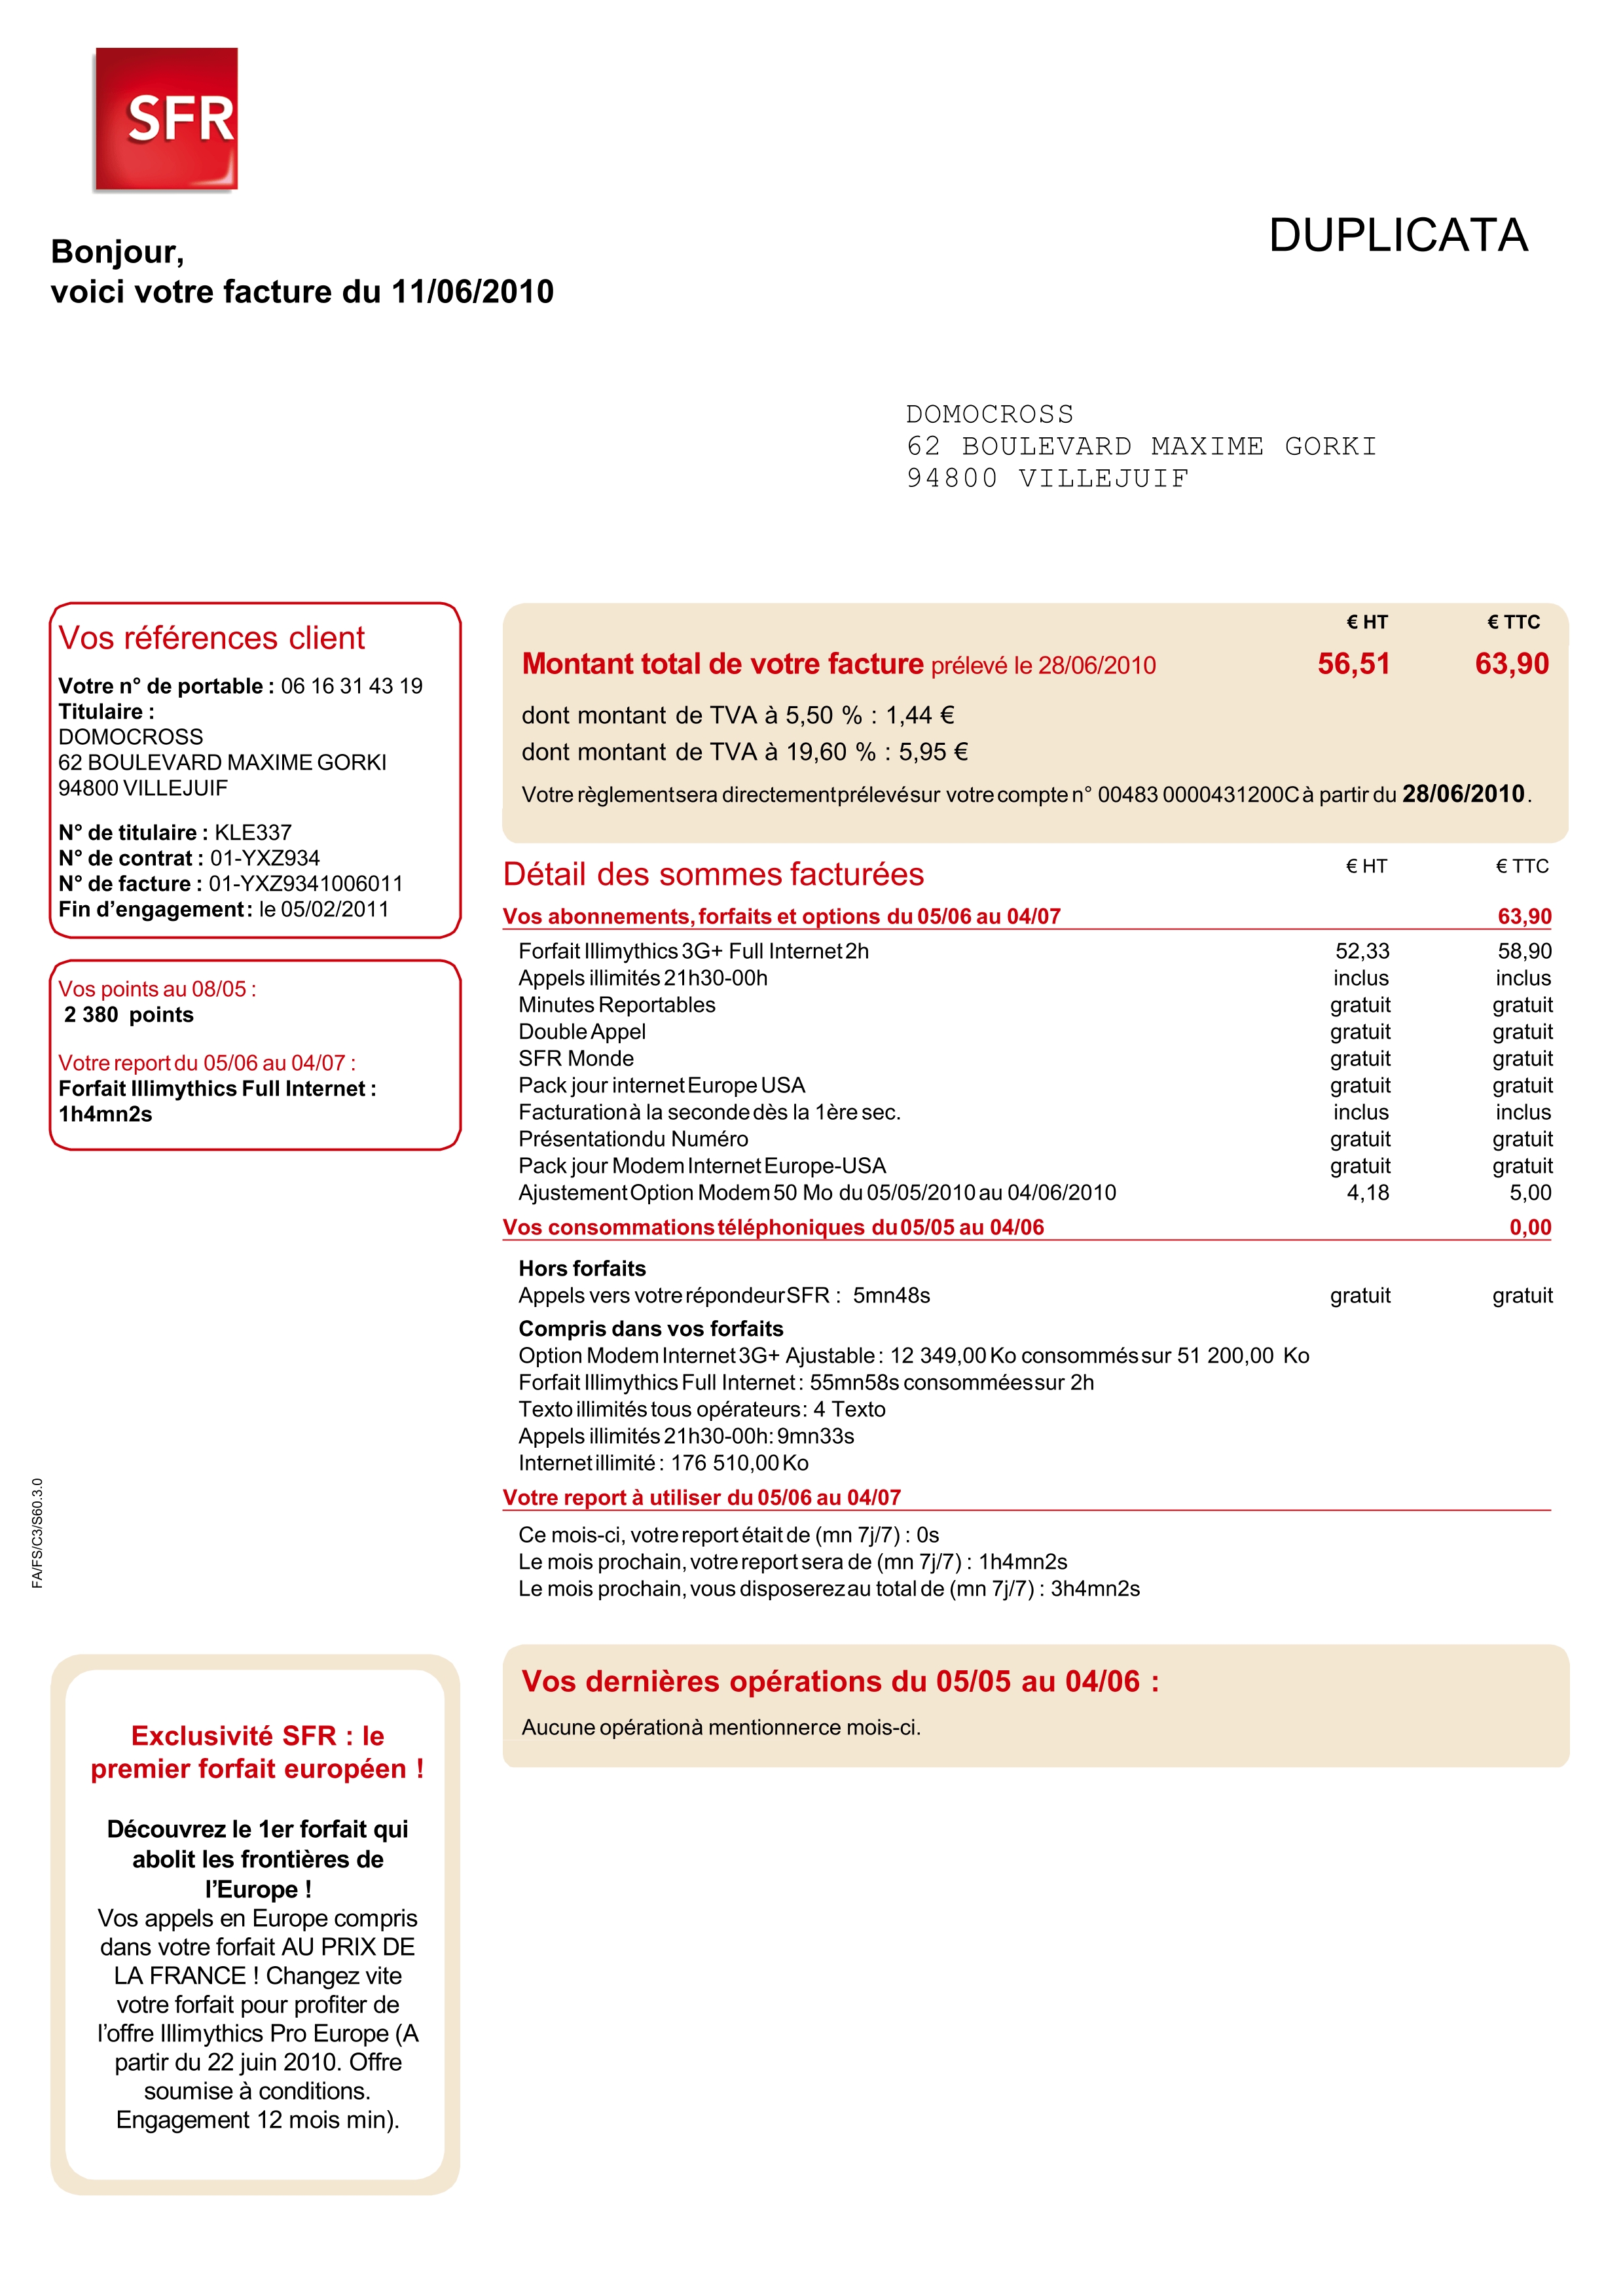 SFR
DUPLICATA
Bonjour,
voici votre facture du 11/06/2010
DOMOCROSS
62 BOULEVARD MAXIME GORKI
94800 VILLEJUIF
Vos références client
Votre n° de portable : 06 16 31 43 19
Titulaire :
DOMOCROSS
62 BOULEVARD MAXIME GORKI
94800 VILLEJUIF
N° de titulaire : KLE337
N° de contrat : 01-YXZ934
N° de facture : 01-YXZ9341006011
Fin d’engagement : le 05/02/2011
Vos points au 08/05 :
2 380 points
Votre report du 05/06 au 04/07 :
Forfait Illimythics Full Internet :
1h4mn2s
€ HT € TTC
Montant total de votre facture prélevé le 28/06/2010 56,51 63,90
dont montant de TVA à 5,50 % : 1,44 €
dont montant de TVA à 19,60 % : 5,95 €
Votre règlement sera directement prélevé sur votre compte n° 00483 0000431200C à partir du 28/06/2010.
Détail des sommes facturées € HT € TTC
Vos abonnements, forfaits et options du 05/06 au 04/07 63,90
Forfait Illimythics 3G+ Full Internet 2h 52,33 58,90
Appels illimités 21h30-00h inclus inclus
Minutes Reportables gratuit gratuit
Double Appel gratuit gratuit
SFR Monde gratuit gratuit
Pack jour internet Europe USA gratuit gratuit
Facturation à la seconde dès la 1ère sec. inclus inclus
Présentation du Numéro gratuit gratuit
Pack jour Modem Internet Europe-USA gratuit gratuit
Ajustement Option Modem 50 Mo du 05/05/2010 au 04/06/2010 4,18 5,00
Vos consommations téléphoniques du 05/05 au 04/06 0,00
Hors forfaits
Appels vers votre répondeur SFR : 5mn48s gratuit gratuit
Compris dans vos forfaits
Option Modem Internet 3G+ Ajustable : 12 349,00 Ko consommés sur 51 200,00 Ko
Forfait Illimythics Full Internet : 55mn58s consommées sur 2h
Texto illimités tous opérateurs : 4 Texto
Appels illimités 21h30-00h: 9mn33s
Internet illimité : 176 510,00 Ko
Votre report à utiliser du 05/06 au 04/07
Ce mois-ci, votre report était de (mn 7j/7) : 0s
Le mois prochain, votre report sera de (mn 7j/7) : 1h4mn2s
Le mois prochain, vous disposerez au total de (mn 7j/7) : 3h4mn2s
FA/FS/C3/S60.3.0
Vos dernières opérations du 05/05 au 04/06 :
Aucune opération à mentionner ce mois-ci.
Exclusivité SFR : le
premier forfait européen !
Découvrez le 1er forfait qui
abolit les frontières de
l’Europe !
Vos appels en Europe compris
dans votre forfait AU PRIX DE
LA FRANCE ! Changez vite
votre forfait pour profiter de
l’offre Illimythics Pro Europe (A
partir du 22 juin 2010. Offre
soumise à conditions.
Engagement 12 mois min).